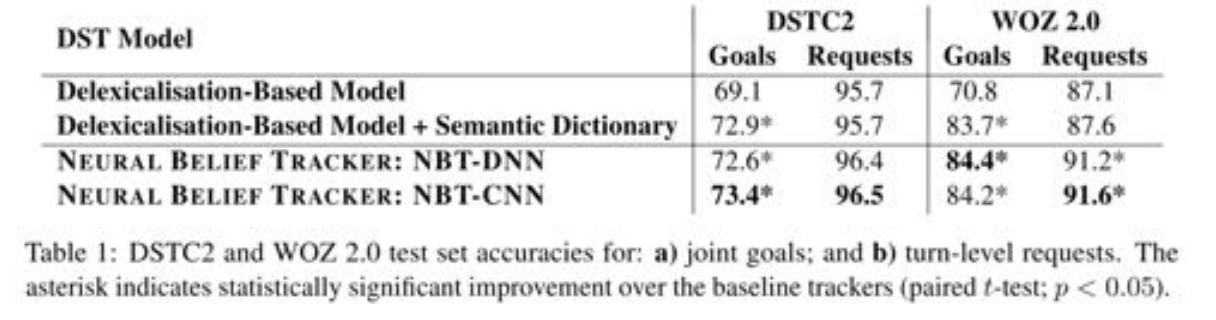 DST Model DSTC2 WOZ 2.0
Goals Requests Goals Requests
Delexicalisation-Based Model 69.1 95.7 70.8 87.1
Delexicalisation-Based Model + Semantic Dictionary 72.9* 95.7 83.7* 87.6
NEURAL BELIEF TRACKER: NBT-DNN 72.6* 96.4 84.4* 91.2*
NEURAL BELIEF TRACKER: NBT-CNN 73.4* 96.5 84.2* 91.6*
Table 1: DSTC2 and WOZ 2.0 test set accuracies for: a) joint goals; and b) turn-level requests. The
asterisk indicates statistically significant improvement over the baseline trackers (paired t-test; p < 0.05).